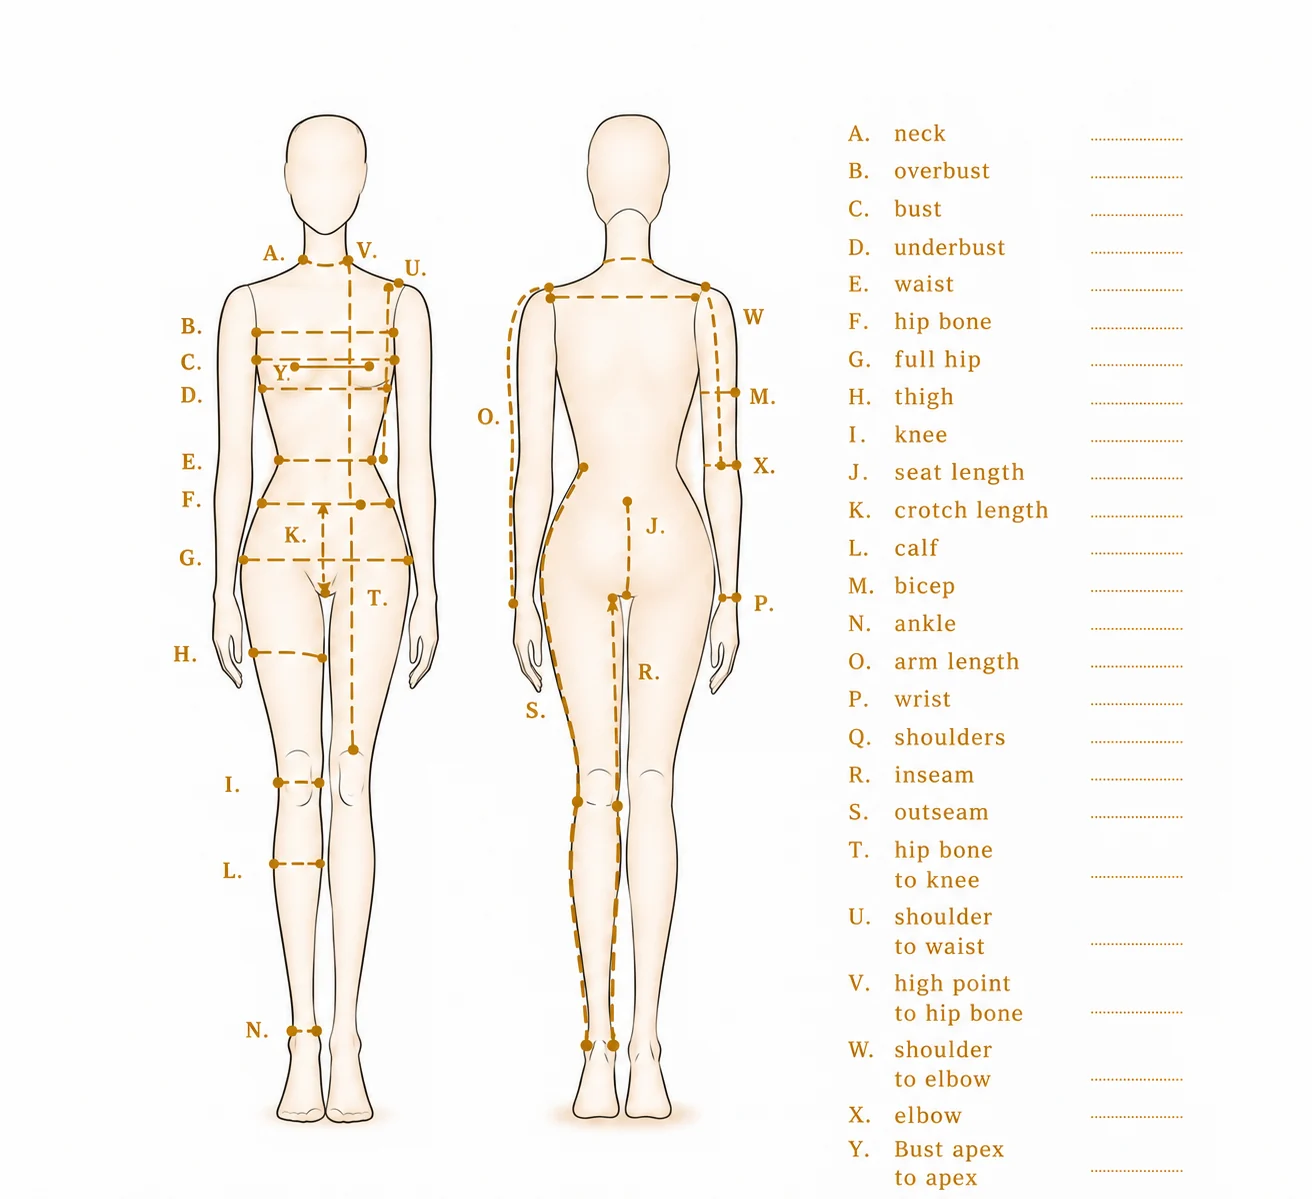 A.
V.
U.
B.
C.
Y.
D.
E.
F.
K.
G.
T.
H.
I.
L.
N.
W
M.
O.
X.
J.
P.
R.
S.
A. neck
B. overbust
C. bust
D. underbust
E. waist
F. hip bone
G. full hip
H. thigh
I. knee
J. seat length
K. crotch length
L. calf
M. bicep
N. ankle
O. arm length
P. wrist
Q. shoulders
R. inseam
S. outseam
T. hip bone
to knee
U. shoulder
to waist
V. high point
to hip bone
W. shoulder
to elbow
X. elbow
Y. Bust apex
to apex